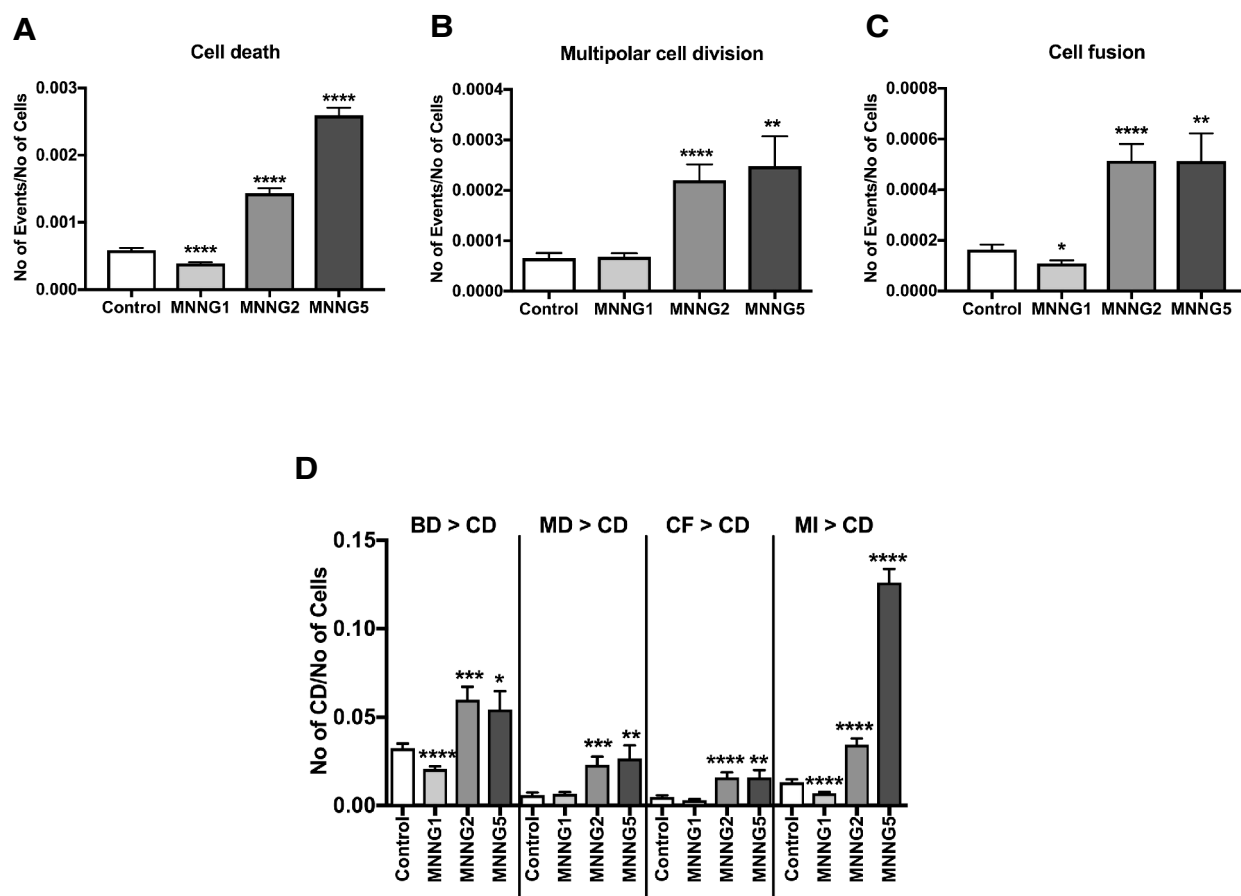 A
Cell death
No of Events/No of Cells
0.003
0.002
0.001
0.000
****
****
****
Control MNNG1 MNNG2 MNNG5
B
Multipolar cell division
No of Events/No of Cells
0.0004
0.0003
0.0002
0.0001
0.0000
****
**
Control MNNG1 MNNG2 MNNG5
C
Cell fusion
No of Events/No of Cells
0.0008
0.0006
0.0004
0.0002
0.0000
*
****
**
Control MNNG1 MNNG2 MNNG5
D
BD > CD MD > CD CF > CD MI > CD
No of CD/No of Cells
0.15
0.10
0.05
0.00
****
***
*
***
**
****
**
****
****
****
Control
MNNG1
MNNG2
MNNG5
Control
MNNG1
MNNG2
MNNG5
Control
MNNG1
MNNG2
MNNG5
Control
MNNG1
MNNG2
MNNG5